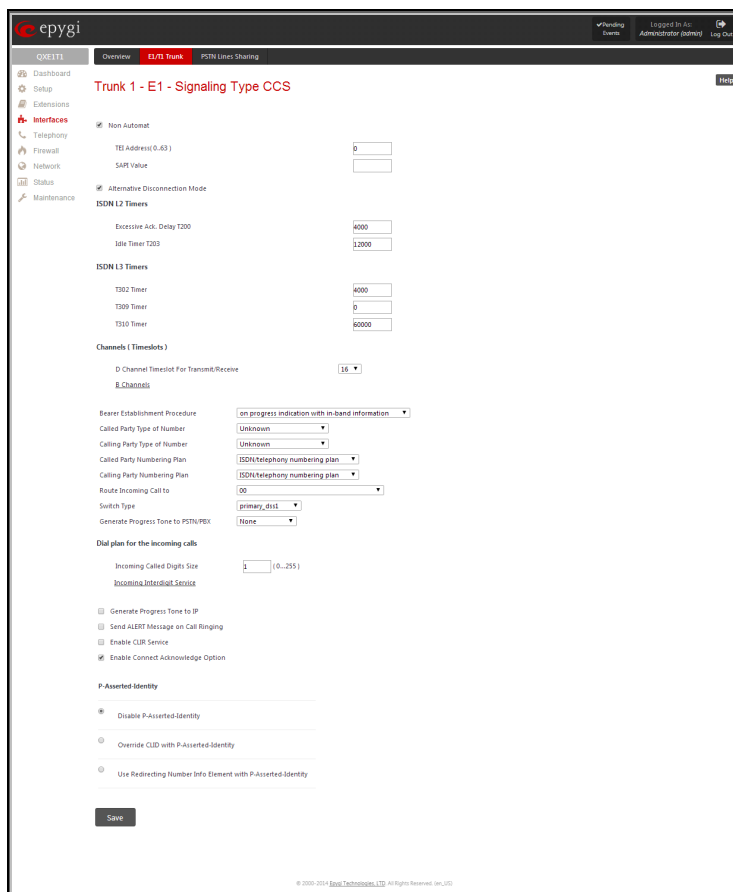 epygi
Pending Events
Logged In As:
Administrator (admin)
Log Out
QXE1T1
Overview
E1/T1 Trunk
PSTN Lines Sharing
Dashboard
Setup
Extensions
Interfaces
Telephony
Firewall
Network
Status
Maintenance
Trunk 1 - E1 - Signaling Type CCS
Help
Non Automat
TEI Address( 0..63 ) 0
SAPI Value
Alternative Disconnection Mode
ISDN L2 Timers
Excessive Ack. Delay T200 4000
Idle Timer T203 12000
ISDN L3 Timers
T302 Timer 4000
T309 Timer 0
T310 Timer 60000
Channels ( Timeslots )
D Channel Timeslot For Transmit/Receive 16
B Channels
Bearer Establishment Procedure on progress indication with in-band information
Called Party Type of Number Unknown
Calling Party Type of Number Unknown
Called Party Numbering Plan ISDN/telephony numbering plan
Calling Party Numbering Plan ISDN/telephony numbering plan
Route Incoming Call to 00
Switch Type primary_dss1
Generate Progress Tone to PSTN/PBX None
Dial plan for the incoming calls
Incoming Called Digits Size 1 ( 0...255 )
Incoming Interdigit Service
Generate Progress Tone to IP
Send ALERT Message on Call Ringing
Enable CLIR Service
Enable Connect Acknowledge Option
P-Asserted-Identity
Disable P-Asserted-Identity
Override CLID with P-Asserted-Identity
Use Redirecting Number Info Element with P-Asserted-Identity
Save
© 2000-2014 Epygi Technologies, LTD. All Rights Reserved. (en_US)